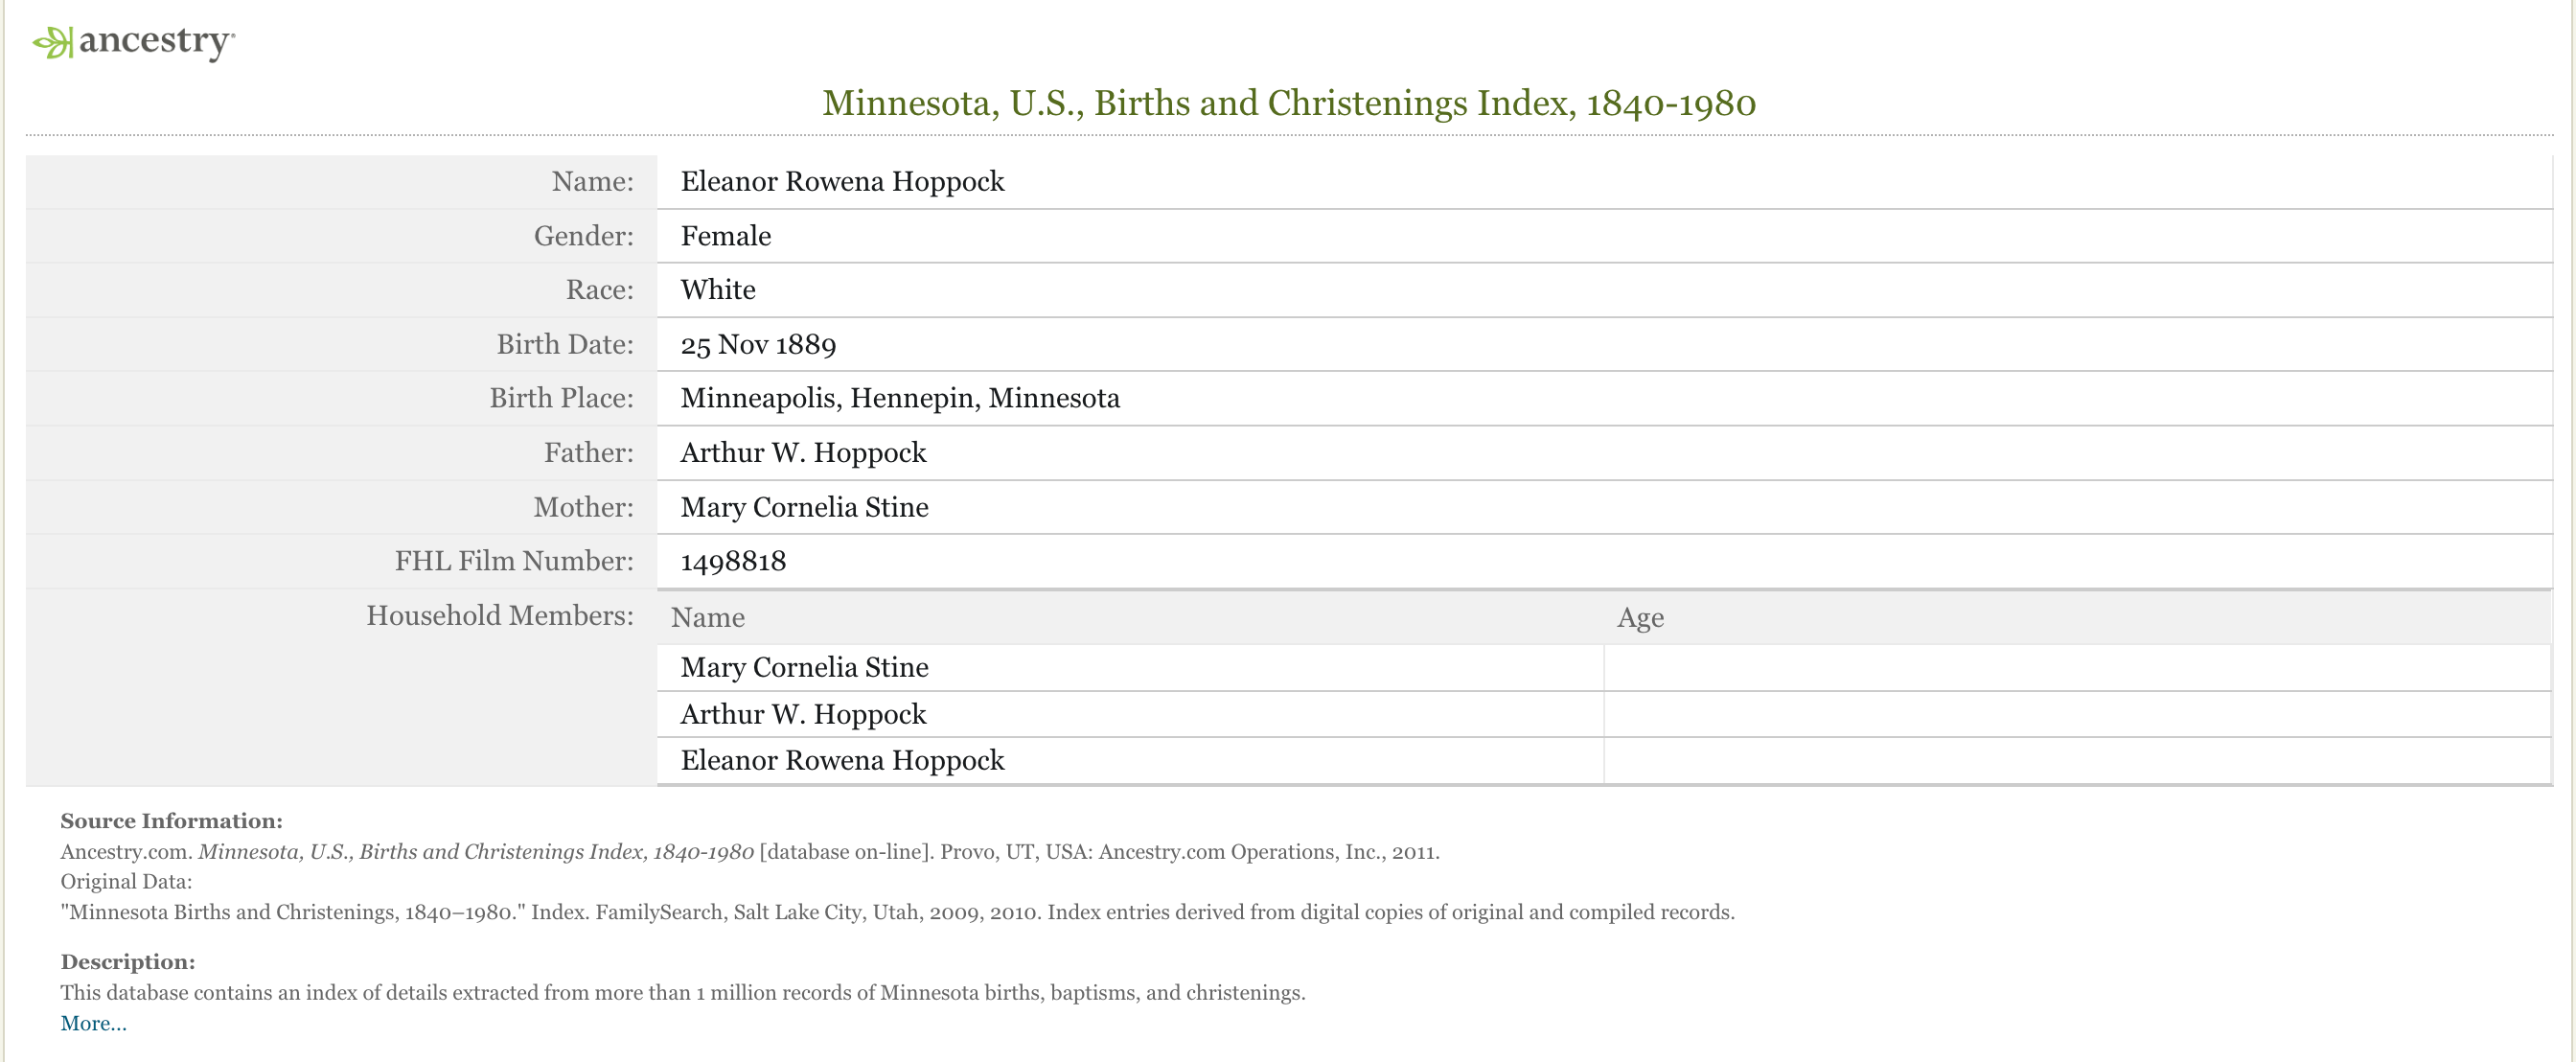 ancestry
Minnesota, U.S., Births and Christenings Index, 1840-1980
Name: Eleanor Rowena Hoppock
Gender: Female
Race: White
Birth Date: 25 Nov 1889
Birth Place: Minneapolis, Hennepin, Minnesota
Father: Arthur W. Hoppock
Mother: Mary Cornelia Stine
FHL Film Number: 1498818
Household Members: Name Age
Mary Cornelia Stine
Arthur W. Hoppock
Eleanor Rowena Hoppock
Source Information:
Ancestry.com. Minnesota, U.S., Births and Christenings Index, 1840-1980 [database on-line]. Provo, UT, USA: Ancestry.com Operations, Inc., 2011.
Original Data:
"Minnesota Births and Christenings, 1840–1980." Index. FamilySearch, Salt Lake City, Utah, 2009, 2010. Index entries derived from digital copies of original and compiled records.
Description:
This database contains an index of details extracted from more than 1 million records of Minnesota births, baptisms, and christenings.
More...